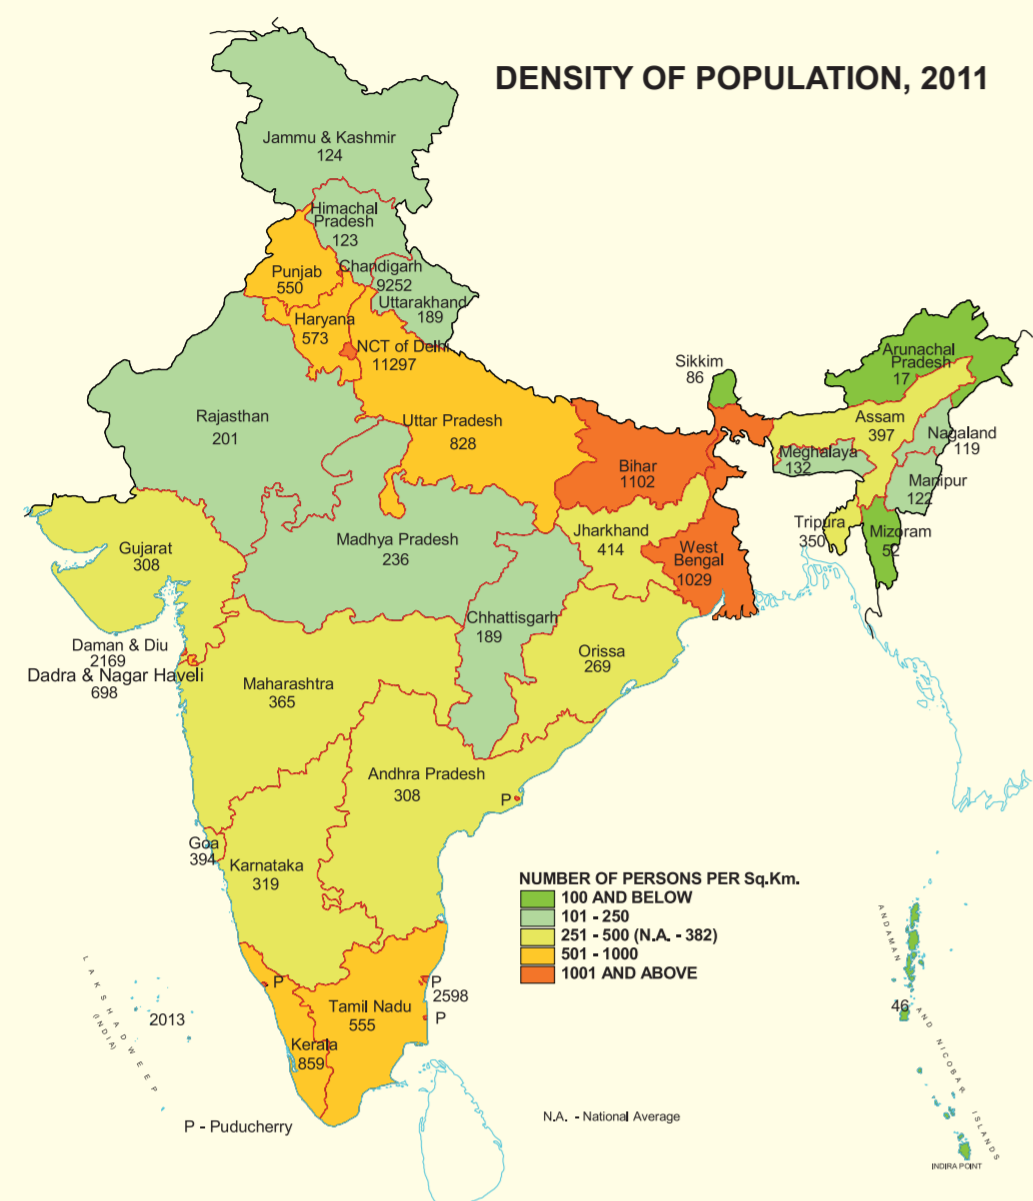 DENSITY OF POPULATION, 2011
Jammu & Kashmir
124
Himachal
Pradesh
123
Punjab
550
Chandigarh
9252
Uttarakhand
189
Haryana
573
NCT of Delhi
11297
Rajasthan
201
Uttar Pradesh
828
Bihar
1102
Sikkim
86
Arunachal
Pradesh
17
Assam
397
Nagaland
119
Meghalaya
132
Manipur
122
Tripura
350
Mizoram
52
Gujarat
308
Madhya Pradesh
236
Jharkhand
414
West
Bengal
1029
Chhattisgarh
189
Orissa
269
Daman & Diu
2169
Dadra & Nagar Haveli
698
Maharashtra
365
Andhra Pradesh
308
P
Goa
394
Karnataka
319
NUMBER OF PERSONS PER Sq.Km.
100 AND BELOW
101 - 250
251 - 500 (N.A. - 382)
501 - 1000
1001 AND ABOVE
P
P
2598
P
Tamil Nadu
555
Kerala
859
LAKSHADWEEP
(INDIA)
2013
46
ANDAMAN AND NICOBAR ISLANDS
INDIRA POINT
P - Puducherry
N.A. - National Average